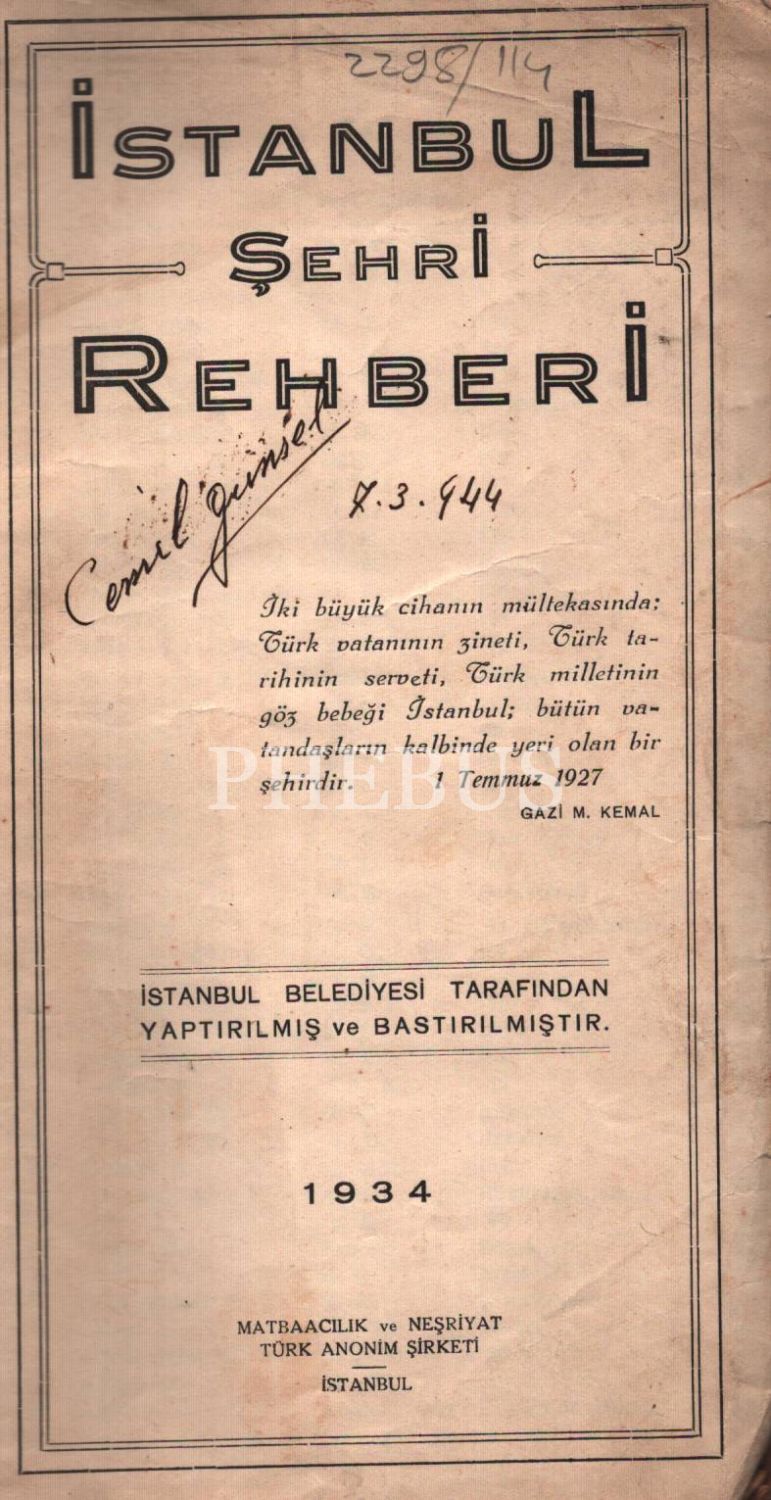 2298/114
İSTANBUL
ŞEHRİ
REHBERİ
Cemil Günsel
7.3.944
İki büyük cihanın mültekasında;
Türk vatanının zineti, Türk ta-
rihinin serveti, Türk milletinin
göz bebeği İstanbul; bütün va-
tandaşların kalbinde yeri olan bir
şehirdir. 1 Temmuz 1927
GAZİ M. KEMAL
PHEBUS
İSTANBUL BELEDİYESİ TARAFINDAN
YAPTIRILMIŞ ve BASTIRILMIŞTIR.
1934
MATBAACILIK ve NEŞRİYAT
TÜRK ANONİM ŞİRKETİ
İSTANBUL